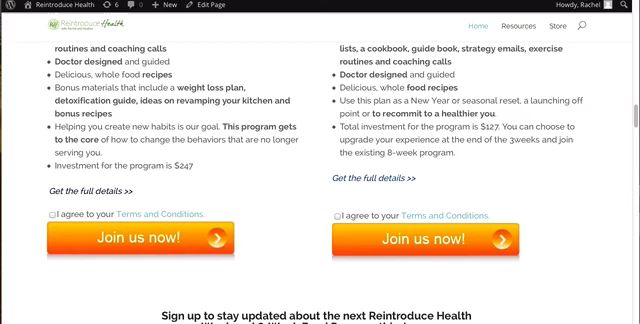 Reintroduce Health 6 0 New Edit Page Howdy, Rachel
Reintroduce Health
Home Resources Store
routines and coaching calls
Doctor designed and guided
Delicious, whole food recipes
Bonus materials that include a weight loss plan,
detoxification guide, ideas on revamping your kitchen and
bonus recipes
Helping you create new habits is our goal. This program gets
to the core of how to change the behaviors that are no longer
serving you.
Investment for the program is $247
Get the full details >>
I agree to your Terms and Conditions.
Join us now!
lists, a cookbook, guide book, strategy emails, exercise
routines and coaching calls
Doctor designed and guided
Delicious, whole food recipes
Use this plan as a New Year or seasonal reset, a launching off
point or to recommit to a healthier you.
Total investment for the program is $127. You can choose to
upgrade your experience at the end of the 3weeks and join
the existing 8-week program.
Get the full details >>
I agree to your Terms and Conditions.
Join us now!
Sign up to stay updated about the next Reintroduce Health